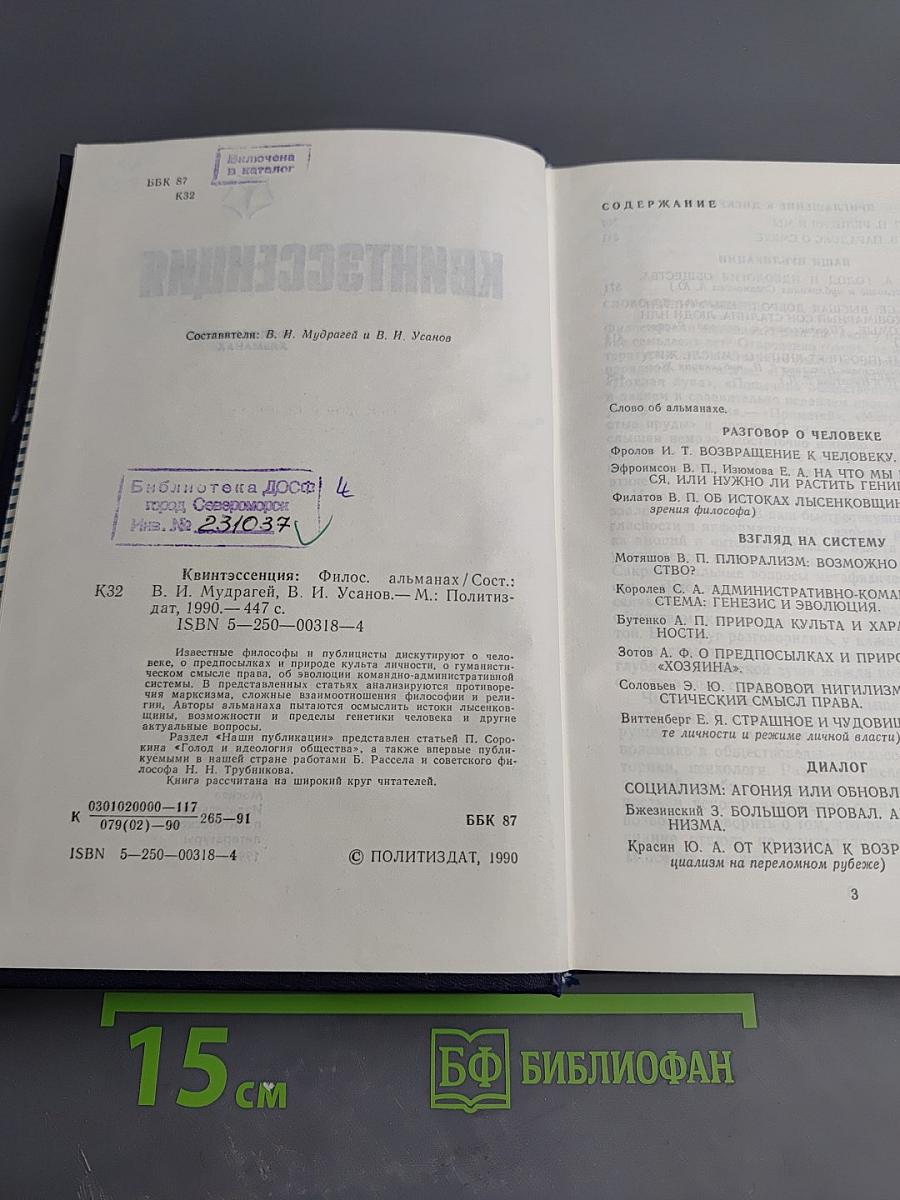 Включена
в каталог
ББК 87
К32
КВИНТЭССЕНЦИЯ
Составители: В. И. Мудрагей и В. И. Усанов
Библиотека ДОСФ 4
город Североморск
Инв. № 231037
Квинтэссенция: Филос. альманах/Сост.:
К32 В. И. Мудрагей, В. И. Усанов.— М.: Политиз-
дат, 1990.— 447 с.
ISBN 5—250—00318—4
Известные философы и публицисты дискутируют о чело-
веке, о предпосылках и природе культа личности, о гуманисти-
ческом смысле права, об эволюции командно-административной
системы. В представленных статьях анализируются противоре-
чия марксизма, сложные взаимоотношения философии и рели-
гии. Авторы альманаха пытаются осмыслить истоки лысенков-
щины, возможности и пределы генетики человека и другие
актуальные вопросы.
Раздел «Наши публикации» представлен статьей П. Соро-
кина «Голод и идеология общества», а также впервые публи-
куемыми в нашей стране работами Б. Рассела и советского фи-
лософа Н. Н. Трубникова.
Книга рассчитана на широкий круг читателей.
К 0301020000—117 265—91
079(02)—90
ББК 87
ISBN 5—250—00318—4
© ПОЛИТИЗДАТ, 1990
СОДЕРЖАНИЕ
Слово об альманахе.
РАЗГОВОР О ЧЕЛОВЕКЕ
Фролов И. Т. ВОЗВРАЩЕНИЕ К ЧЕЛОВЕКУ.
Эфроимсон В. П., Изюмова Е. А. НА ЧТО МЫ
СЯ, ИЛИ НУЖНО ЛИ РАСТИТЬ ГЕНИ
Филатов В. П. ОБ ИСТОКАХ ЛЫСЕНКОВЩИН
зрения философа)
ВЗГЛЯД НА СИСТЕМУ
Мотяшов В. П. ПЛЮРАЛИЗМ: ВОЗМОЖНО
СТВО?
Королев С. А. АДМИНИСТРАТИВНО-КОМА
СТЕМА: ГЕНЕЗИС И ЭВОЛЮЦИЯ.
Бутенко А. П. ПРИРОДА КУЛЬТА И ХАРА
НОСТИ.
Зотов А. Ф. О ПРЕДПОСЫЛКАХ И ПРИРО
«ХОЗЯИНА».
Соловьев Э. Ю. ПРАВОВОЙ НИГИЛИЗМ
СТИЧЕСКИЙ СМЫСЛ ПРАВА.
Виттенберг Е. Я. СТРАШНОЕ И ЧУДОВИЩ
те личности и режиме личной власти)
ДИАЛОГ
СОЦИАЛИЗМ: АГОНИЯ ИЛИ ОБНОВЛ
Бжезинский З. БОЛЬШОЙ ПРОВАЛ. А
НИЗМА.
Красин Ю. А. ОТ КРИЗИСА К ВОЗР
циализм на переломном рубеже)
3
15 см
БФ БИБЛИОФАН